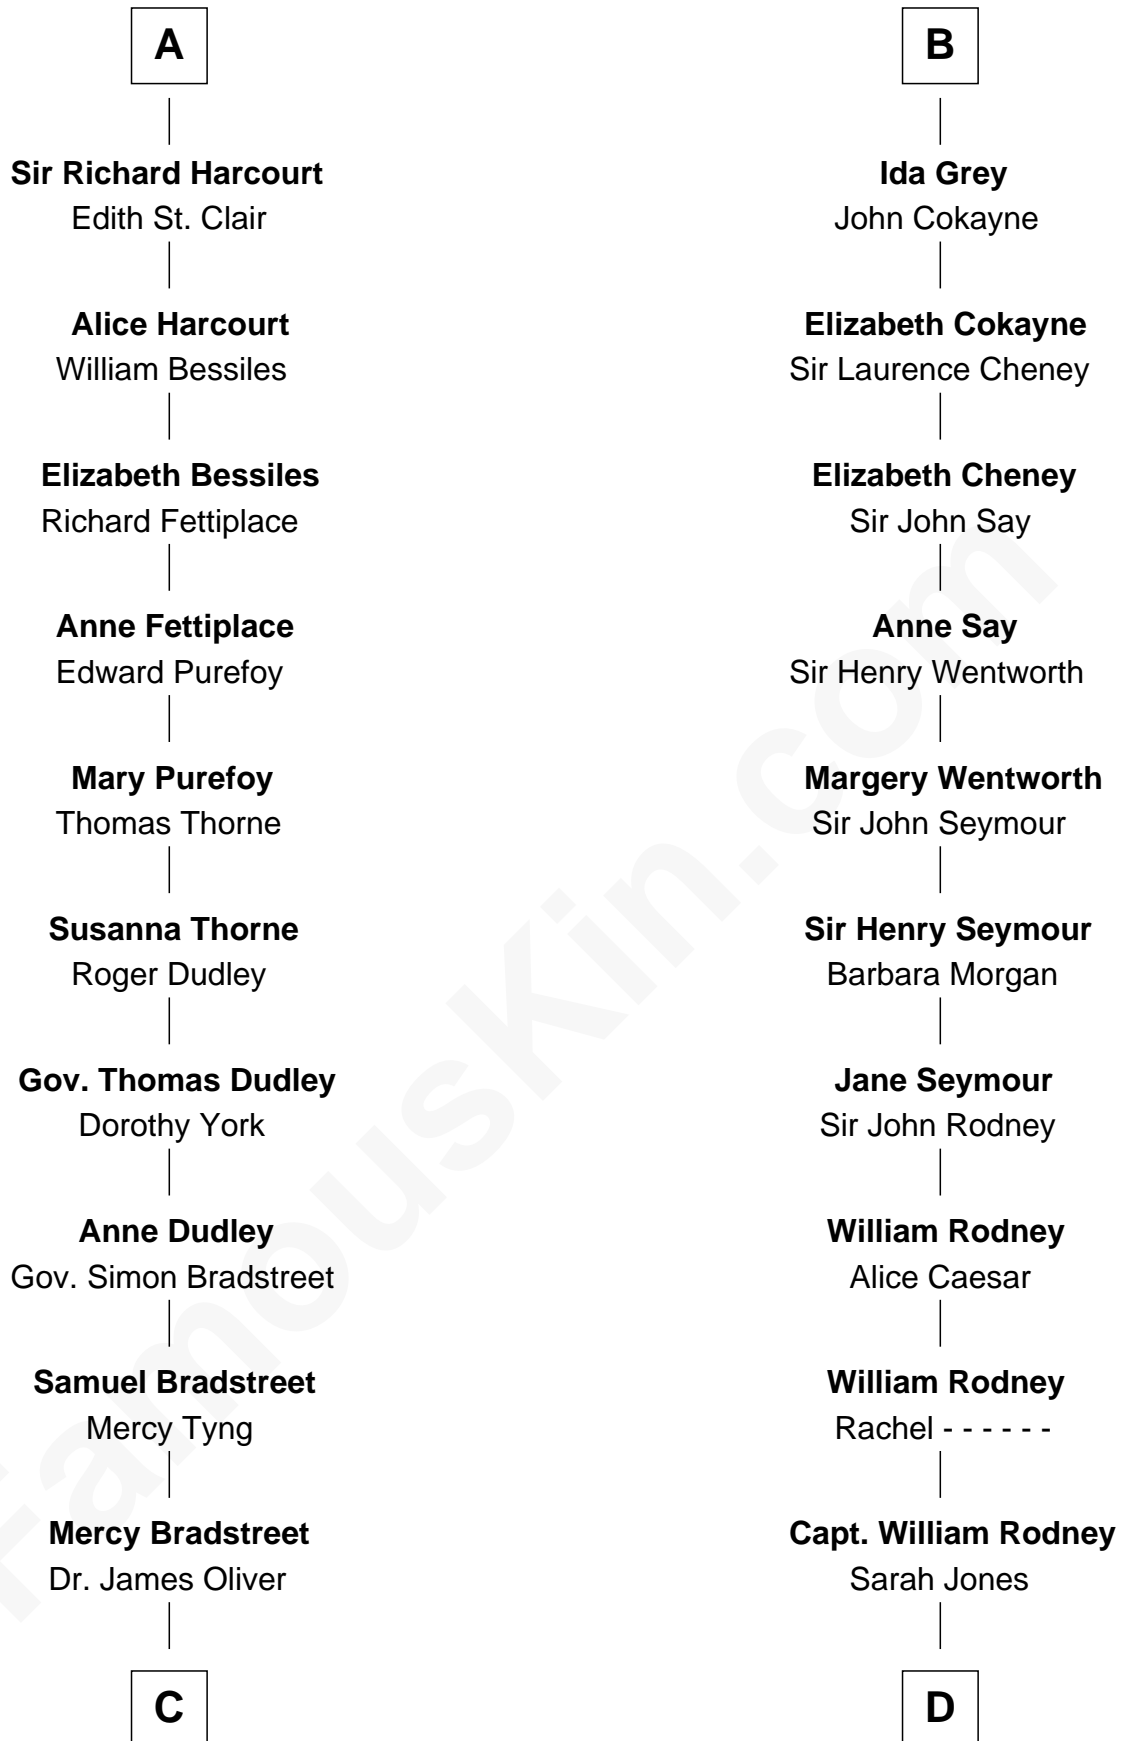 A
Sir Richard Harcourt
Edith St. Clair
Alice Harcourt
William Bessiles
Elizabeth Bessiles
Richard Fettiplace
Anne Fettiplace
Edward Purefoy
Mary Purefoy
Thomas Thorne
Susanna Thorne
Roger Dudley
Gov. Thomas Dudley
Dorothy York
Anne Dudley
Gov. Simon Bradstreet
Samuel Bradstreet
Mercy Tyng
Mercy Bradstreet
Dr. James Oliver
C
B
Ida Grey
John Cokayne
Elizabeth Cokayne
Sir Laurence Cheney
Elizabeth Cheney
Sir John Say
Anne Say
Sir Henry Wentworth
Margery Wentworth
Sir John Seymour
Sir Henry Seymour
Barbara Morgan
Jane Seymour
Sir John Rodney
William Rodney
Alice Caesar
William Rodney
Rachel - - - - - -
Capt. William Rodney
Sarah Jones
D
FamousKin.com